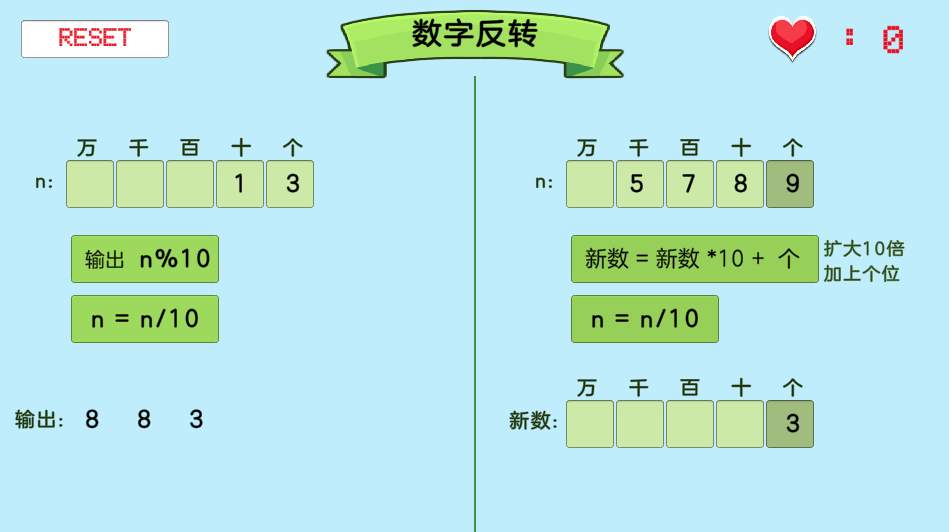 RESET
数字反转
: 0
万 千 百 十 个
n: 1 3
输出 n%10
n = n/10
输出: 8 8 3
万 千 百 十 个
n: 5 7 8 9
新数 = 新数 *10 + 个
扩大10倍
加上个位
n = n/10
万 千 百 十 个
新数: 3